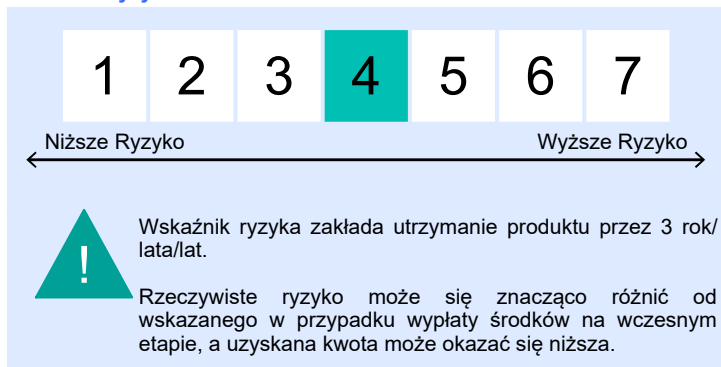 1 2 3 4 5 6 7
Niższe Ryzyko Wyższe Ryzyko
!
Wskaźnik ryzyka zakłada utrzymanie produktu przez 3 rok/
lata/lat.
Rzeczywiste ryzyko może się znacząco różnić od
wskazanego w przypadku wypłaty środków na wczesnym
etapie, a uzyskana kwota może okazać się niższa.